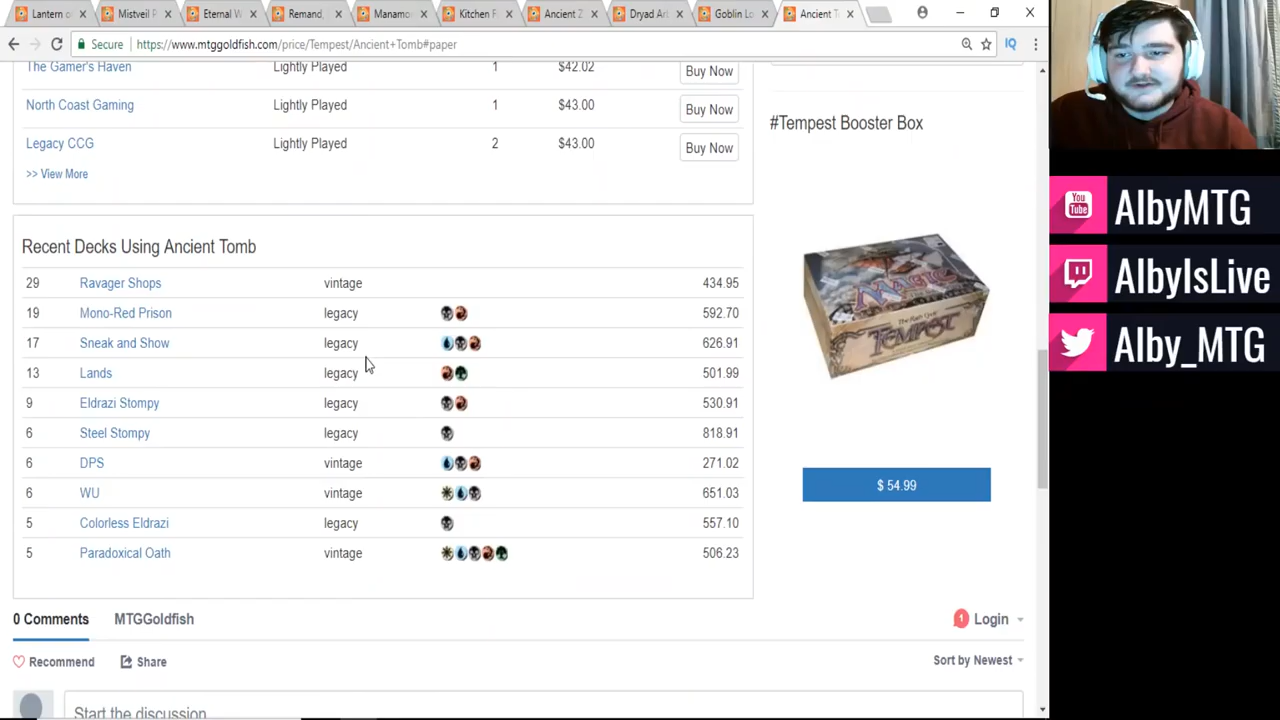 Lantern o
Mistveil P
Eternal W
Remand,
Manamo
Kitchen F
Ancient Z
Dryad Ar
Goblin Lo
Ancient T
Secure https://www.mtggoldfish.com/price/Tempest/Ancient+Tomb#paper
The Gamer's Haven Lightly Played 1 $42.02 Buy Now
North Coast Gaming Lightly Played 1 $43.00 Buy Now
Legacy CCG Lightly Played 2 $43.00 Buy Now
>> View More
#Tempest Booster Box
MAGIC
TEMPEST
$ 54.99
Recent Decks Using Ancient Tomb
29 Ravager Shops vintage 434.95
19 Mono-Red Prison legacy 592.70
17 Sneak and Show legacy 626.91
13 Lands legacy 501.99
9 Eldrazi Stompy legacy 530.91
6 Steel Stompy legacy 818.91
6 DPS vintage 271.02
6 WU vintage 651.03
5 Colorless Eldrazi legacy 557.10
5 Paradoxical Oath vintage 506.23
0 Comments MTGGoldfish 1 Login
Recommend Share Sort by Newest
Start the discussion
You Tube AlbyMTG
AlbyIsLive
Alby_MTG
IQ